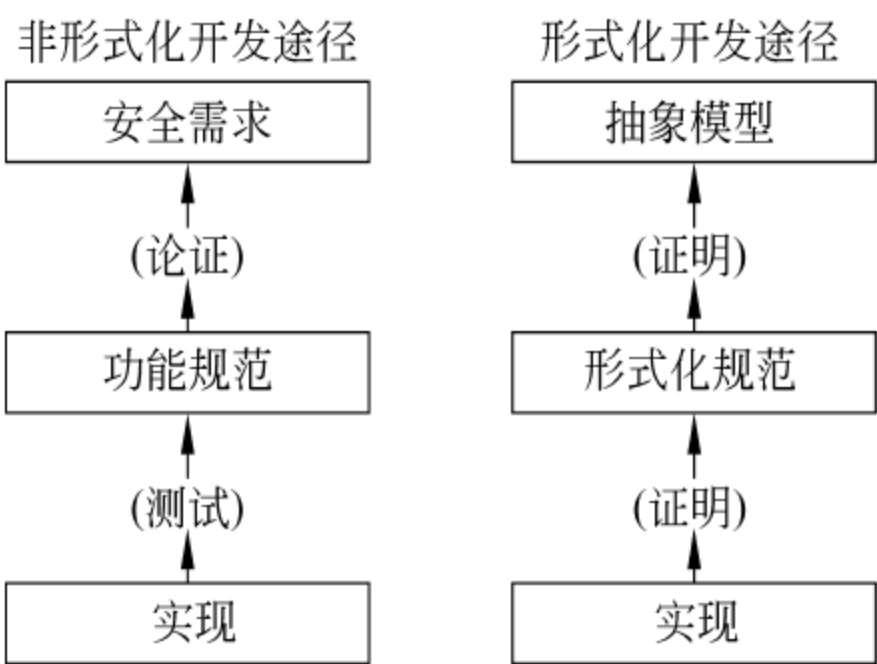 非形式化开发途径
安全需求
(论证)
功能规范
(测试)
实现
形式化开发途径
抽象模型
(证明)
形式化规范
(证明)
实现